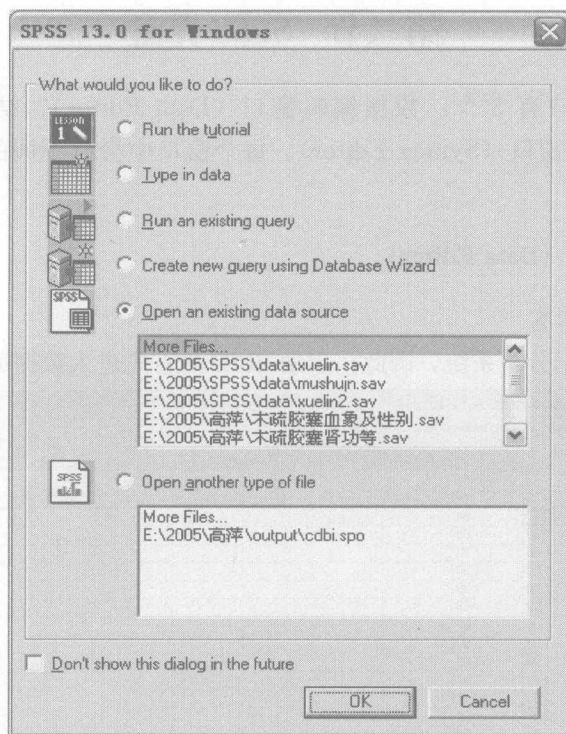 SPSS 13.0 for Windows
What would you like to do?
LESSON
1
Run the tutorial
Type in data
Run an existing query
Create new query using Database Wizard
SPSS
Open an existing data source
More Files...
E:\2005\SPSS\data\xuelin.sav
E:\2005\SPSS\data\mushujn.sav
E:\2005\SPSS\data\xuelin2.sav
E:\2005\高萍\木疏胶囊血象及性别.sav
E:\2005\高萍\木疏胶囊肾功等.sav
SPSS
Open another type of file
More Files...
E:\2005\高萍\output\cdbi.spo
Don't show this dialog in the future
OK
Cancel